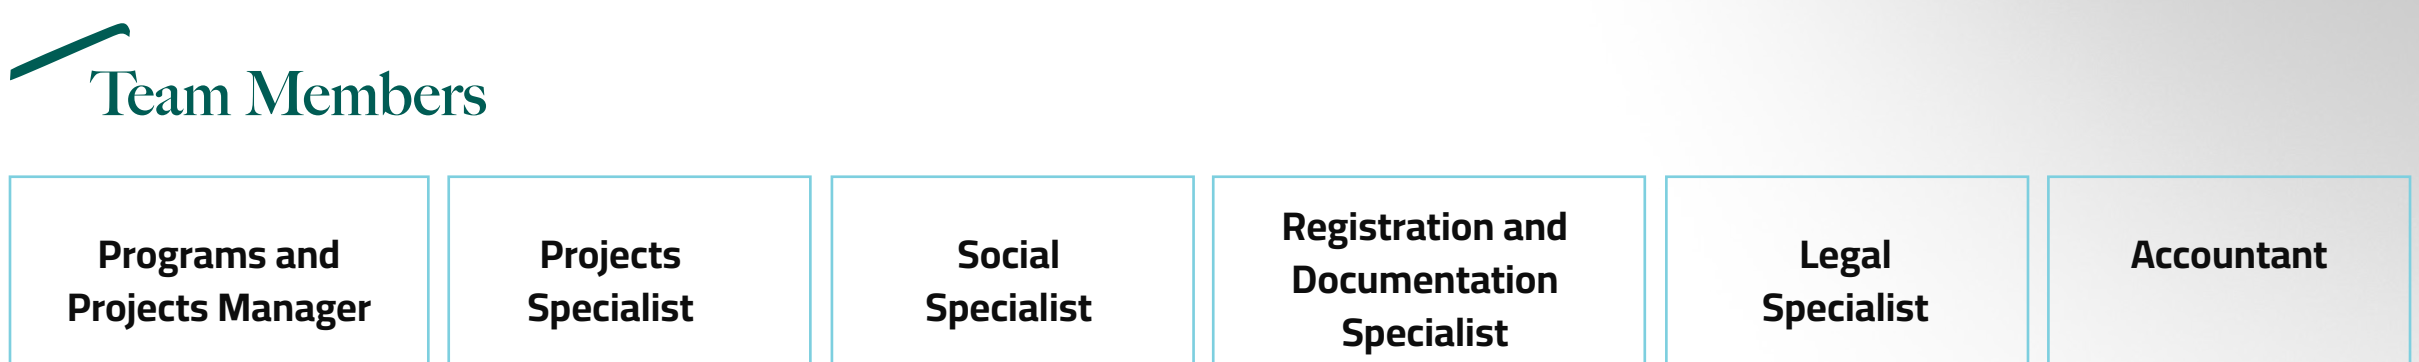 Team Members
Programs and
Projects Manager
Projects
Specialist
Social
Specialist
Registration and
Documentation
Specialist
Legal
Specialist
Accountant